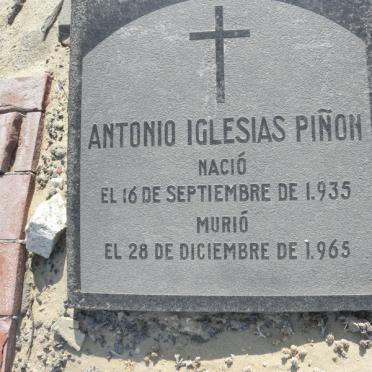 ANTONIO IGLESIAS PIÑON
NACIÓ
EL 16 DE SEPTIEMBRE DE 1.935
MURIÓ
EL 28 DE DICIEMBRE DE 1.965